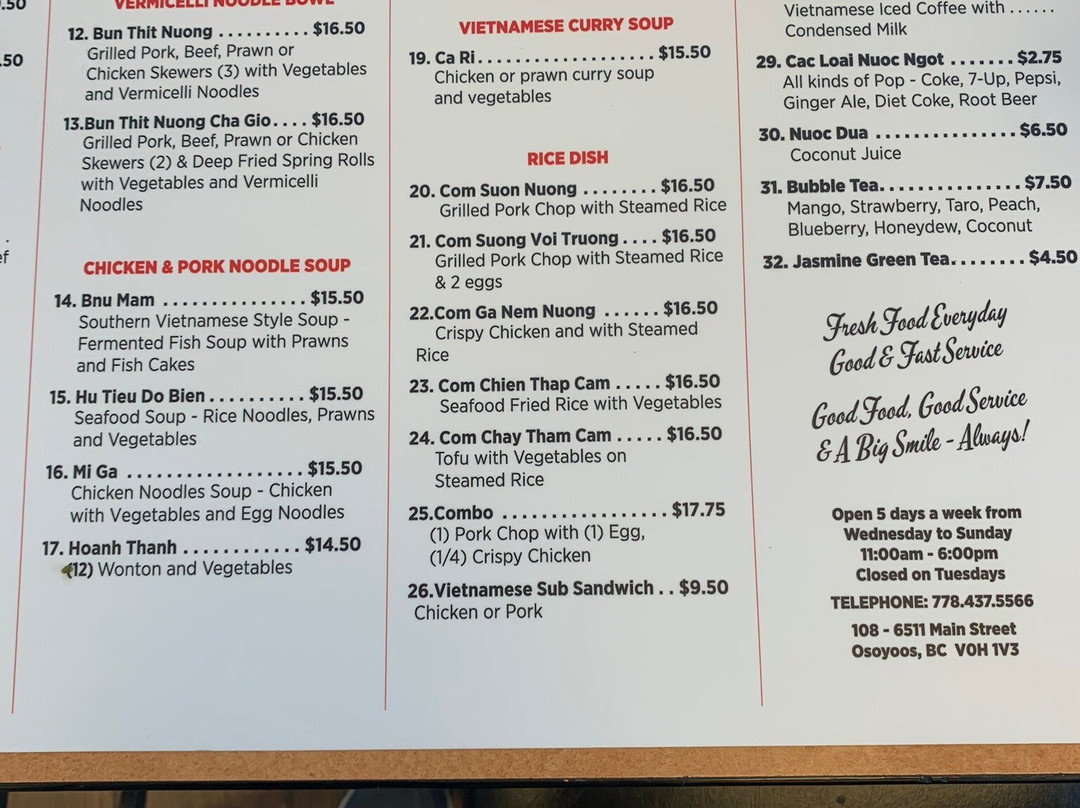 .50
.50
.
ef
VERMICELLI NOODLE BOWL
12. Bun Thit Nuong .......... $16.50
Grilled Pork, Beef, Prawn or
Chicken Skewers (3) with Vegetables
and Vermicelli Noodles
13.Bun Thit Nuong Cha Gio.... $16.50
Grilled Pork, Beef, Prawn or Chicken
Skewers (2) & Deep Fried Spring Rolls
with Vegetables and Vermicelli
Noodles
CHICKEN & PORK NOODLE SOUP
14. Bnu Mam ............... $15.50
Southern Vietnamese Style Soup -
Fermented Fish Soup with Prawns
and Fish Cakes
15. Hu Tieu Do Bien.......... $15.50
Seafood Soup - Rice Noodles, Prawns
and Vegetables
16. Mi Ga .................. $15.50
Chicken Noodles Soup - Chicken
with Vegetables and Egg Noodles
17. Hoanh Thanh ............ $14.50
(12) Wonton and Vegetables
VIETNAMESE CURRY SOUP
19. Ca Ri.................. $15.50
Chicken or prawn curry soup
and vegetables
RICE DISH
20. Com Suon Nuong ........ $16.50
Grilled Pork Chop with Steamed Rice
21. Com Suong Voi Truong.... $16.50
Grilled Pork Chop with Steamed Rice
& 2 eggs
22.Com Ga Nem Nuong ...... $16.50
Crispy Chicken and with Steamed
Rice
23. Com Chien Thap Cam ..... $16.50
Seafood Fried Rice with Vegetables
24. Com Chay Tham Cam ..... $16.50
Tofu with Vegetables on
Steamed Rice
25.Combo ................. $17.75
(1) Pork Chop with (1) Egg,
(1/4) Crispy Chicken
26.Vietnamese Sub Sandwich.. $9.50
Chicken or Pork
Vietnamese Iced Coffee with ......
Condensed Milk
29. Cac Loai Nuoc Ngot ....... $2.75
All kinds of Pop - Coke, 7-Up, Pepsi,
Ginger Ale, Diet Coke, Root Beer
30. Nuoc Dua ............... $6.50
Coconut Juice
31. Bubble Tea............... $7.50
Mango, Strawberry, Taro, Peach,
Blueberry, Honeydew, Coconut
32. Jasmine Green Tea........ $4.50
Fresh Food Everyday
Good & Fast Service
Good Food, Good Service
& A Big Smile - Always!
Open 5 days a week from
Wednesday to Sunday
11:00am - 6:00pm
Closed on Tuesdays
TELEPHONE: 778.437.5566
108 - 6511 Main Street
Osoyoos, BC V0H 1V3